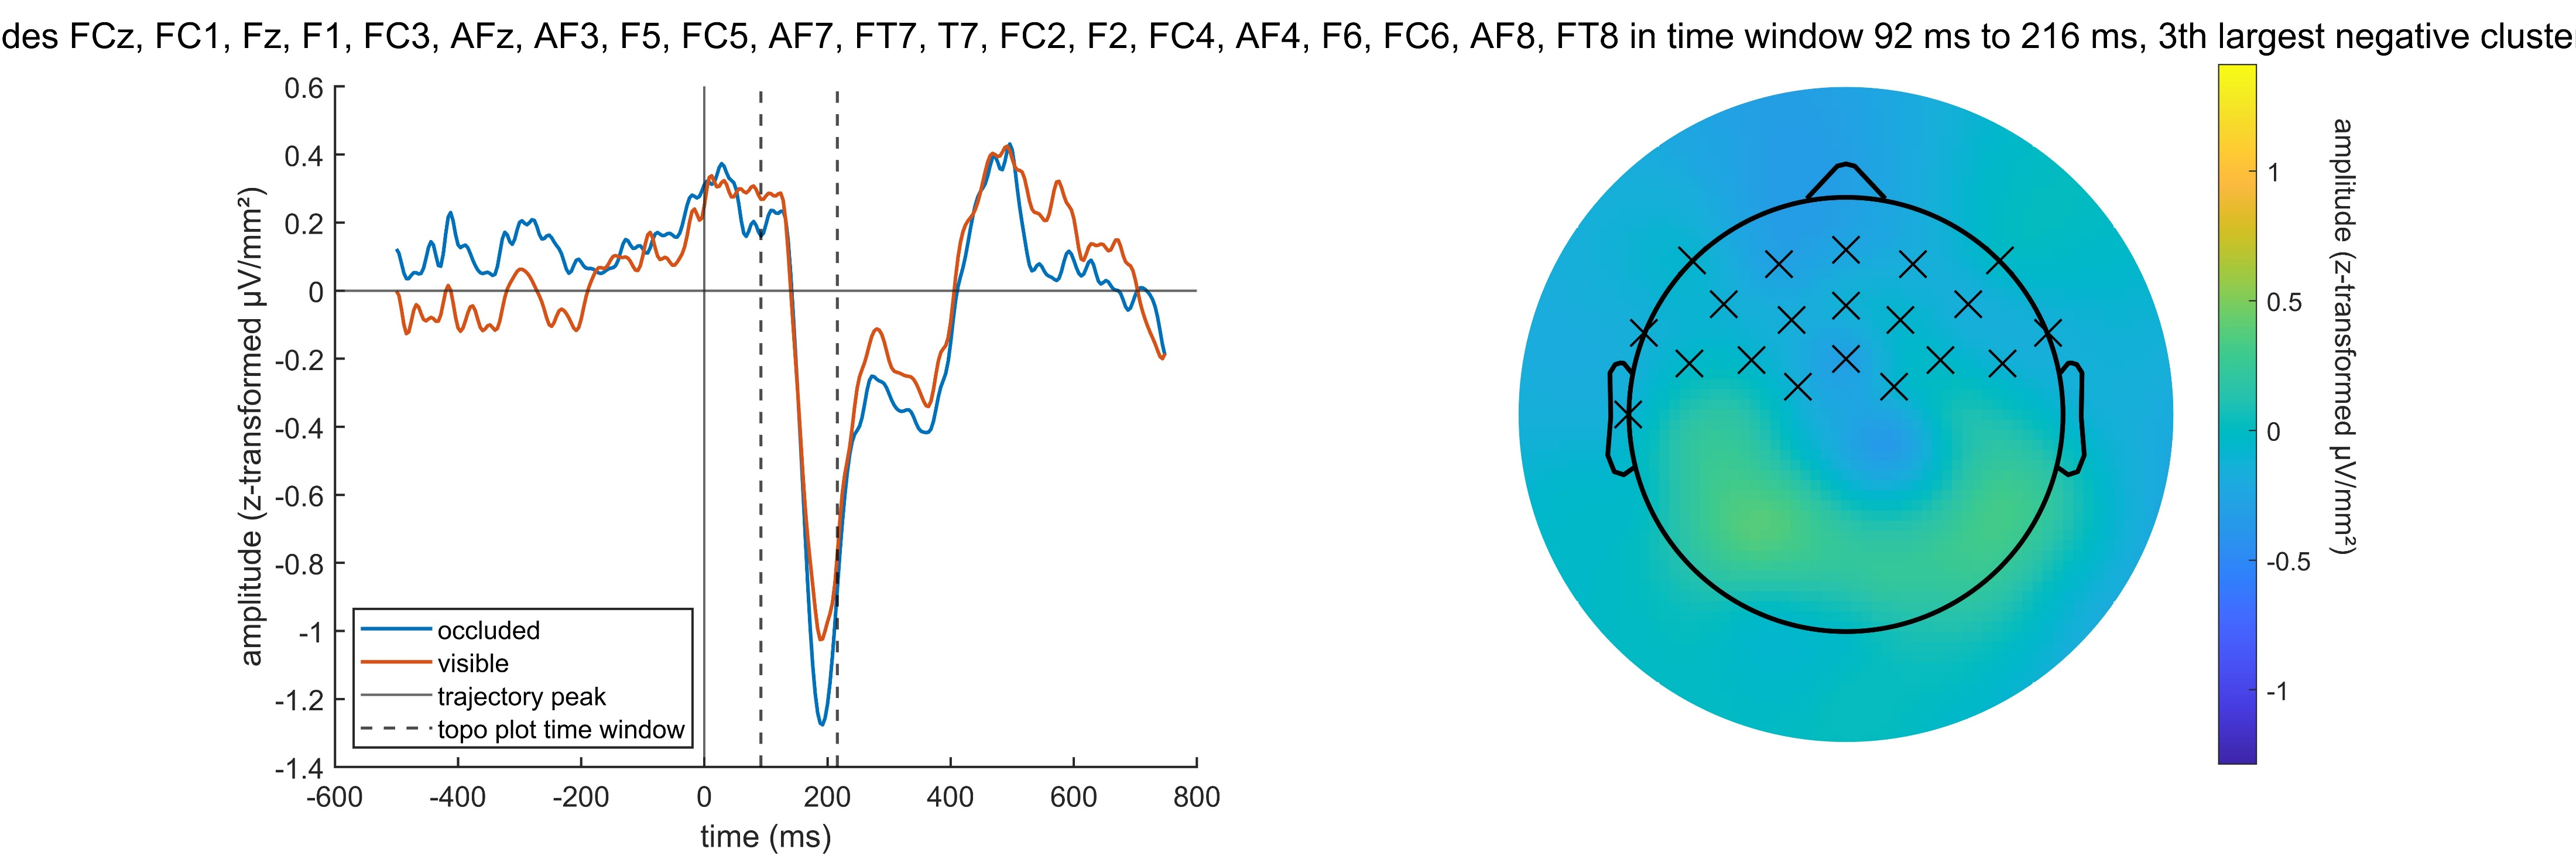 des FCz, FC1, Fz, F1, FC3, AFz, AF3, F5, FC5, AF7, FT7, T7, FC2, F2, FC4, AF4, F6, FC6, AF8, FT8 in time window 92 ms to 216 ms, 3th largest negative cluste
0.6
0.4
0.2
0
-0.2
-0.4
-0.6
-0.8
-1
-1.2
-1.4
amplitude (z-transformed µV/mm²)
occluded
visible
trajectory peak
topo plot time window
-600 -400 -200 0 200 400 600 800
time (ms)
1
0.5
0
-0.5
-1
amplitude (z-transformed µV/mm²)